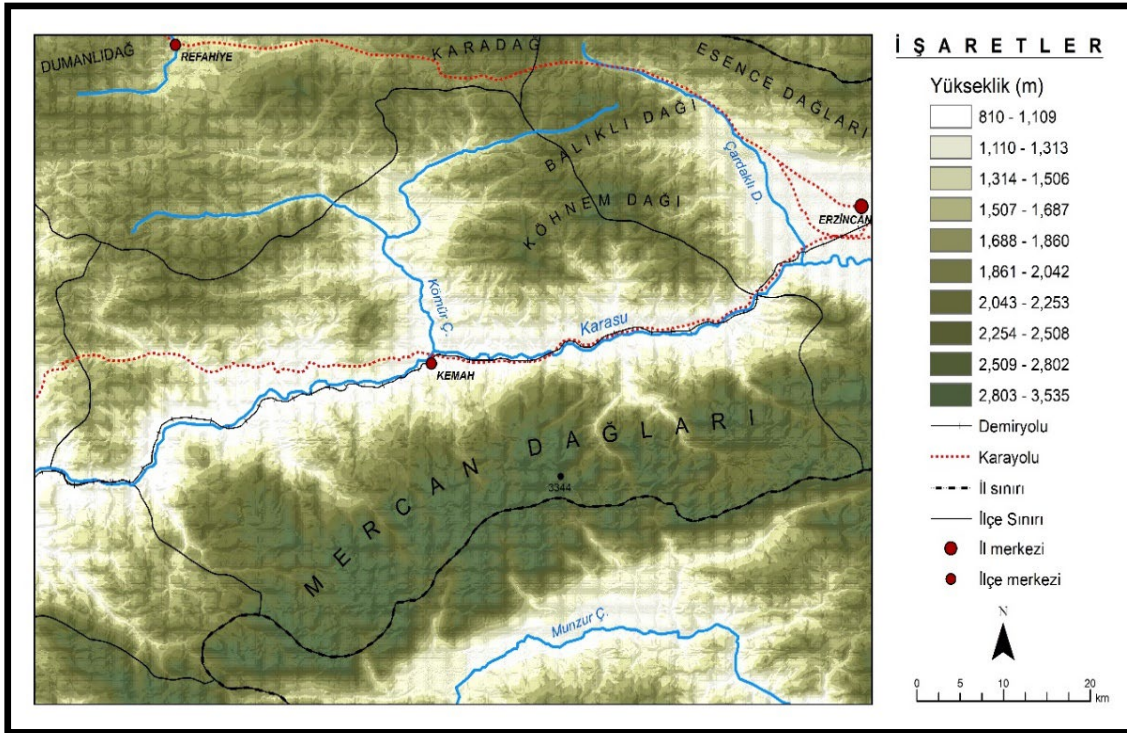 DUMANLIDAĞ
REFAHİYE
KARADAĞ
ESENCE DAĞLARI
BALIKLI DAĞI
Çardaklı D.
KÖHNEM DAĞI
ERZİNCAN
Kömür Ç.
Karasu
KEMAH
MERCAN DAĞLARI
3344
Munzur Ç.
İŞARETLER
Yükseklik (m)
810 - 1,109
1,110 - 1,313
1,314 - 1,506
1,507 - 1,687
1,688 - 1,860
1,861 - 2,042
2,043 - 2,253
2,254 - 2,508
2,509 - 2,802
2,803 - 3,535
Demiryolu
Karayolu
İl sınırı
İlçe Sınırı
İl merkezi
İlçe merkezi
N
0 5 10 20
km